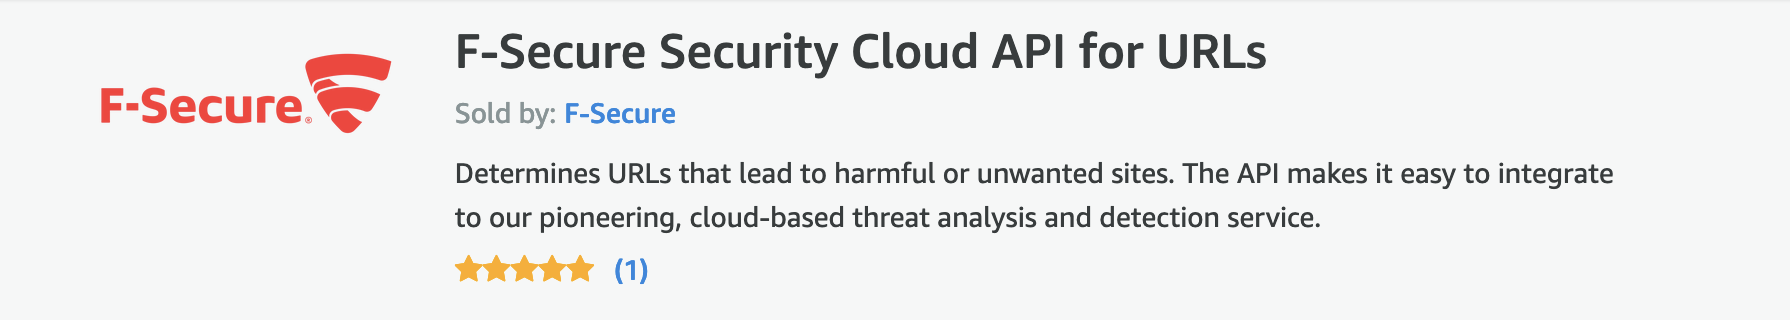 F-Secure Security Cloud API for URLs
F-Secure®
Sold by: F-Secure
Determines URLs that lead to harmful or unwanted sites. The API makes it easy to integrate
to our pioneering, cloud-based threat analysis and detection service.
(1)